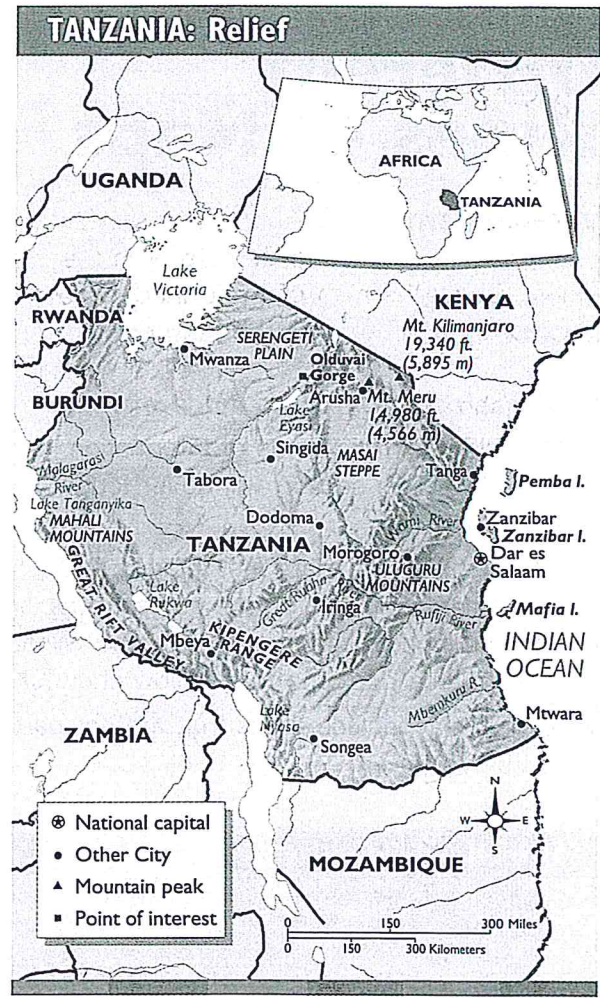 TANZANIA: Relief
AFRICA
TANZANIA
UGANDA
Lake
Victoria
KENYA
RWANDA
Mt. Kilimanjaro
19,340 ft.
(5,895 m)
SERENGETI
PLAIN
Mwanza
Olduvai
Gorge
BURUNDI
Arusha
Mt. Meru
14,980 ft.
(4,566 m)
Lake
Eyasi
Singida
MASAI
STEPPE
Malagarasi
River
Tabora
Tanga
Pemba I.
Lake Tanganyika
MAHALI
MOUNTAINS
Dodoma
Wami River
Zanzibar
Zanzibar I.
TANZANIA
Morogoro
Dar es
Salaam
ULUGURU
MOUNTAINS
GREAT RIFT VALLEY
Lake
Rukwa
Great Ruaha
River
Iringa
Rufiji River
Mafia I.
KIPENGERE
RANGE
Mbeya
INDIAN
OCEAN
Mbemkuru R.
Mtwara
ZAMBIA
Lake
Nyasa
Songea
N
W
E
S
National capital
Other City
Mountain peak
Point of interest
MOZAMBIQUE
0 150 300 Miles
0 150 300 Kilometers